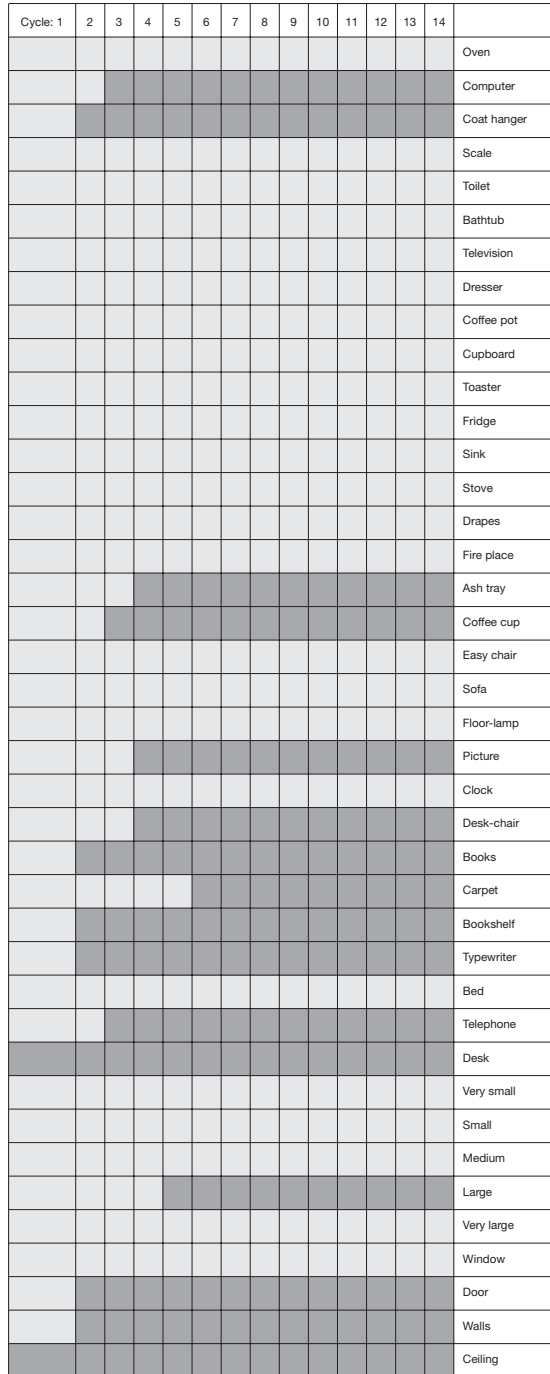 Cycle: 1 2 3 4 5 6 7 8 9 10 11 12 13 14
Oven
Computer
Coat hanger
Scale
Toilet
Bathtub
Television
Dresser
Coffee pot
Cupboard
Toaster
Fridge
Sink
Stove
Drapes
Fire place
Ash tray
Coffee cup
Easy chair
Sofa
Floor-lamp
Picture
Clock
Desk-chair
Books
Carpet
Bookshelf
Typewriter
Bed
Telephone
Desk
Very small
Small
Medium
Large
Very large
Window
Door
Walls
Ceiling